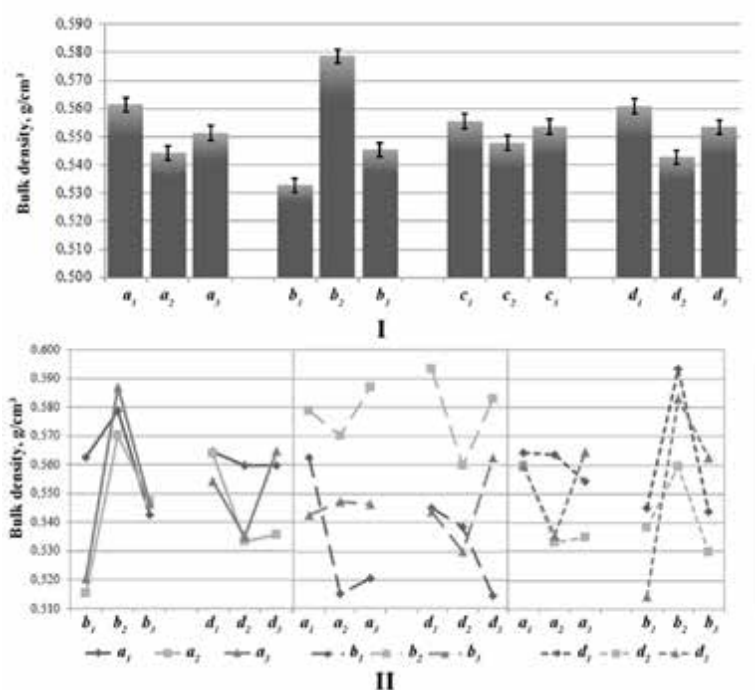 0.590
0.580
0.570
0.560
0.550
0.540
0.530
0.520
0.510
0.500
Bulk density, g/cm³
a₁ a₂ a₃ b₁ b₂ b₃ c₁ c₂ c₃ d₁ d₂ d₃
I
0.600
0.590
0.580
0.570
0.560
0.550
0.540
0.530
0.520
0.510
Bulk density, g/cm³
b₁ b₂ b₃ d₁ d₂ d₃ a₁ a₂ a₃ d₁ d₂ d₃ a₁ a₂ a₃ b₁ b₂ b₃
a₁ a₂ a₃ b₁ b₂ b₃ d₁ d₂ d₃
II